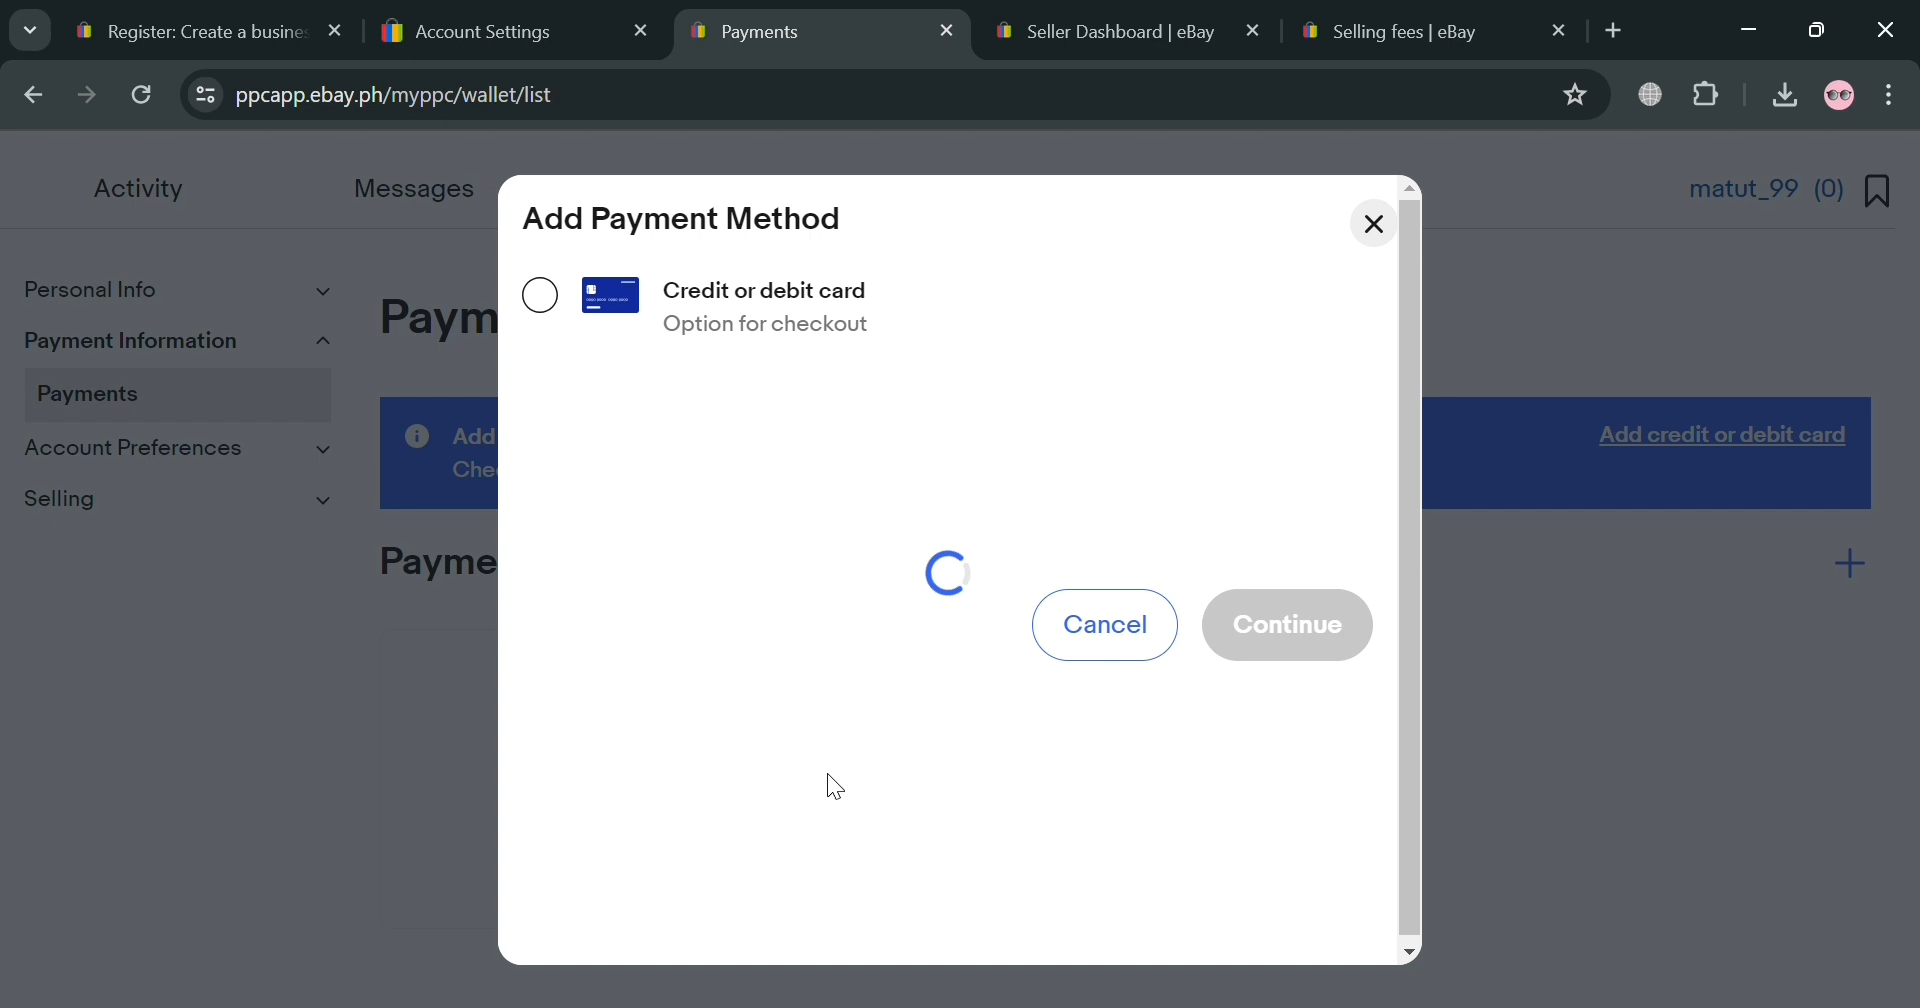 Register: Create a busine
Account Settings
Payments
Seller Dashboard | eBay
Selling fees | eBay
ppcapp.ebay.ph/myppc/wallet/list
Activity
Messages
matut_99 (0)
Personal Info
Payment Information
Payments
Account Preferences
Selling
Paym
Add
Che
Add credit or debit card
Payme
Add Payment Method
Credit or debit card
Option for checkout
Cancel
Continue